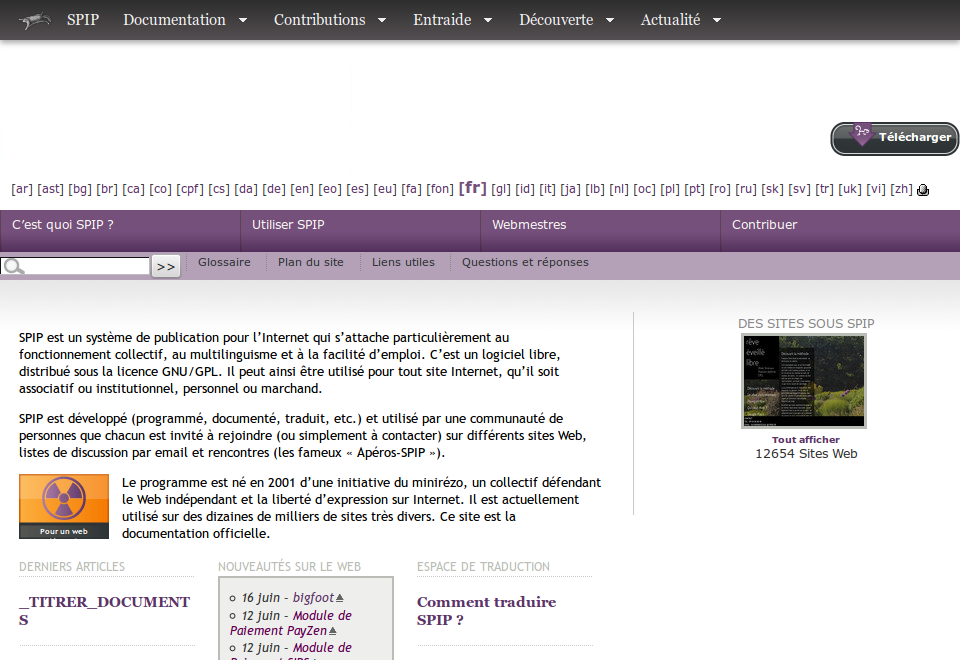 SPIP Documentation Contributions Entraide Découverte Actualité
Télécharger
[ar] [ast] [bg] [br] [ca] [co] [cpf] [cs] [da] [de] [en] [eo] [es] [eu] [fa] [fon] [fr] [gl] [id] [it] [ja] [lb] [nl] [oc] [pl] [pt] [ro] [ru] [sk] [sv] [tr] [uk] [vi] [zh]
C’est quoi SPIP ? Utiliser SPIP Webmestres Contribuer
>> Glossaire Plan du site Liens utiles Questions et réponses
SPIP est un système de publication pour l’Internet qui s’attache particulièrement au
fonctionnement collectif, au multilinguisme et à la facilité d’emploi. C’est un logiciel libre,
distribué sous la licence GNU/GPL. Il peut ainsi être utilisé pour tout site Internet, qu’il soit
associatif ou institutionnel, personnel ou marchand.
SPIP est développé (programmé, documenté, traduit, etc.) et utilisé par une communauté de
personnes que chacun est invité à rejoindre (ou simplement à contacter) sur différents sites Web,
listes de discussion par email et rencontres (les fameux « Apéros-SPIP »).
Pour un web
Le programme est né en 2001 d’une initiative du minirézo, un collectif défendant
le Web indépendant et la liberté d’expression sur Internet. Il est actuellement
utilisé sur des dizaines de milliers de sites très divers. Ce site est la
documentation officielle.
DES SITES SOUS SPIP
rêve
éveillé
libre
Tout afficher
12654 Sites Web
DERNIERS ARTICLES
_TITRER_DOCUMENT
S
NOUVEAUTÉS SUR LE WEB
16 juin - bigfoot
12 juin - Module de
Paiement PayZen
12 juin - Module de
ESPACE DE TRADUCTION
Comment traduire
SPIP ?